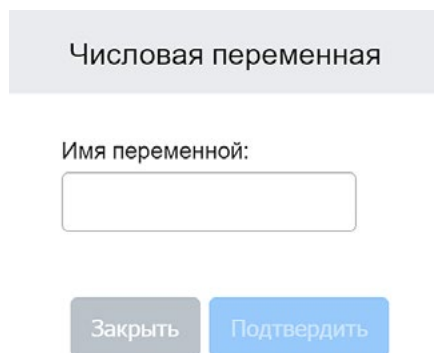 Числовая переменная
Имя переменной:
Закрыть Подтвердить